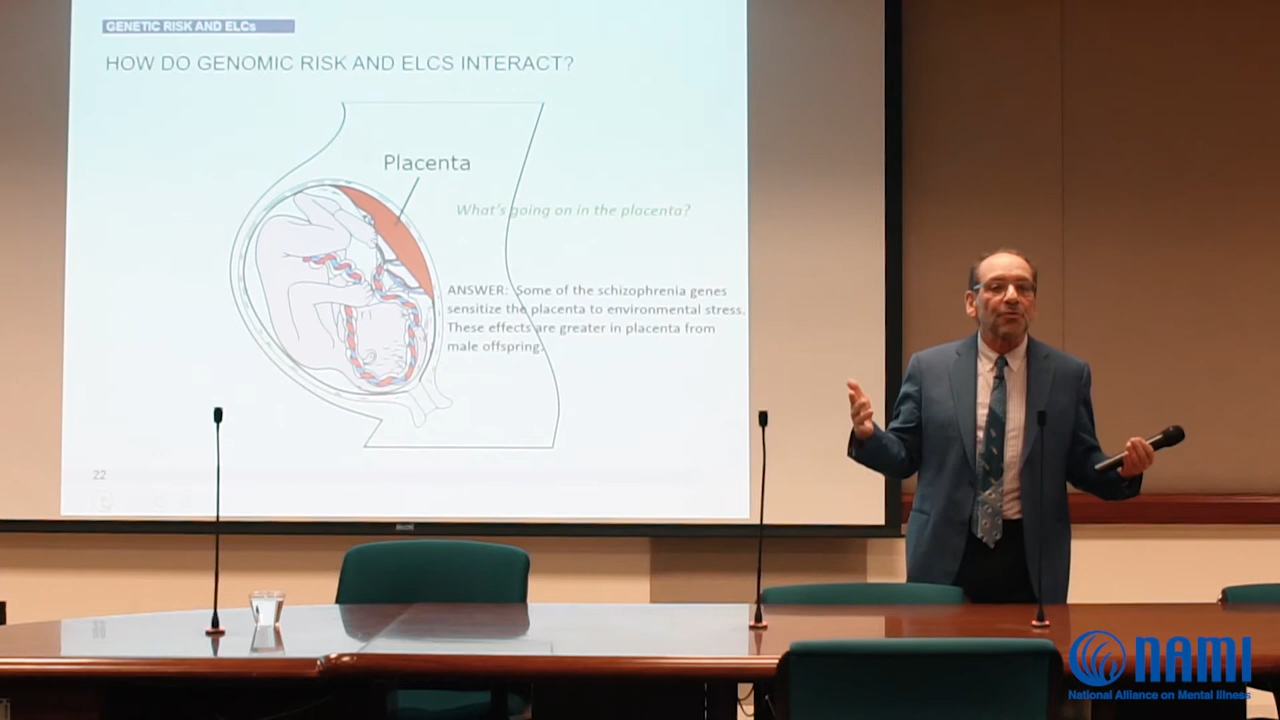 GENETIC RISK AND ELCs
HOW DO GENOMIC RISK AND ELCS INTERACT?
Placenta
What's going on in the placenta?
ANSWER: Some of the schizophrenia genes
sensitize the placenta to environmental stress.
These effects are greater in placenta from
male offspring.
22
NAMI
National Alliance on Mental Illness